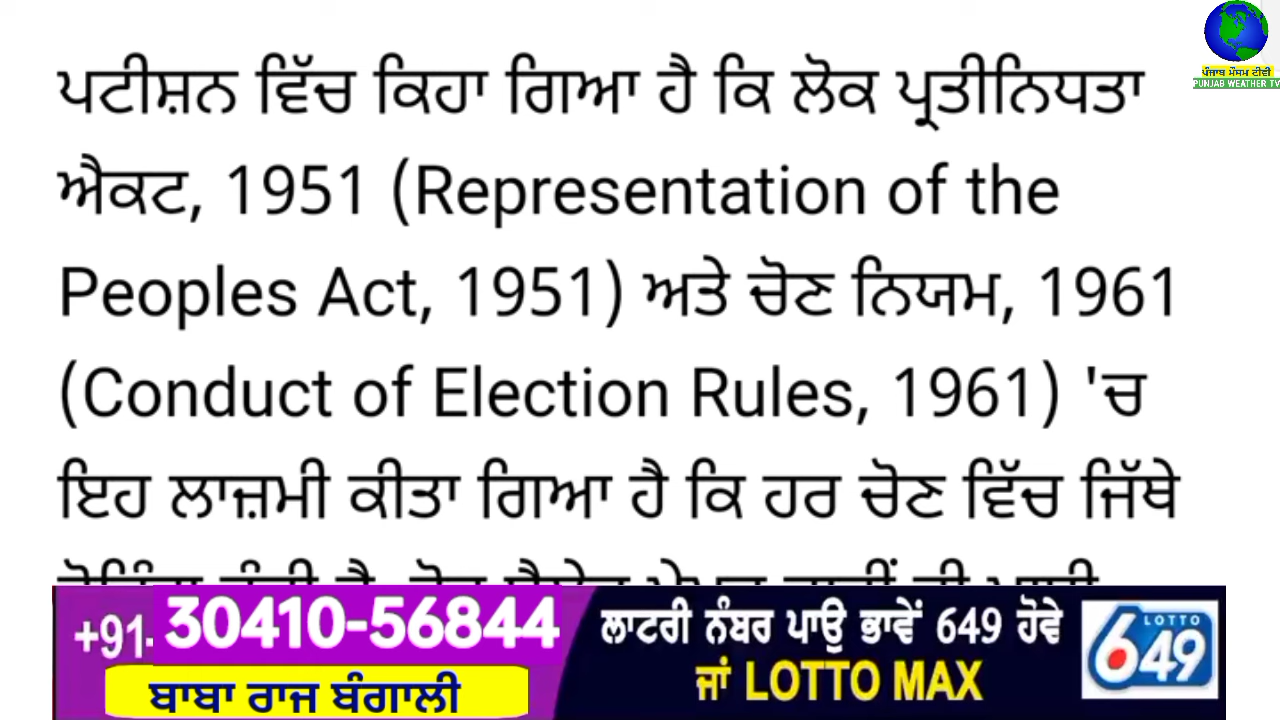 ਪਟੀਸ਼ਨ ਵਿੱਚ ਕਿਹਾ ਗਿਆ ਹੈ ਕਿ ਲੋਕ ਪ੍ਰਤੀਨਿਧਤਾ
ਐਕਟ, 1951 (Representation of the
Peoples Act, 1951) ਅਤੇ ਚੋਣ ਨਿਯਮ, 1961
(Conduct of Election Rules, 1961) 'ਚ
ਇਹ ਲਾਜ਼ਮੀ ਕੀਤਾ ਗਿਆ ਹੈ ਕਿ ਹਰ ਚੋਣ ਵਿੱਚ ਜਿੱਥੇ
ਪੰਜਾਬ ਮੌਸਮ ਟੀਵੀ
PUNJAB WEATHER TV
+91-30410-56844
ਬਾਬਾ ਰਾਜ ਬੰਗਾਲੀ
ਲਾਟਰੀ ਨੰਬਰ ਪਾਉ ਭਾਵੇਂ 649 ਹੋਵੇ
ਜਾਂ LOTTO MAX
LOTTO
649